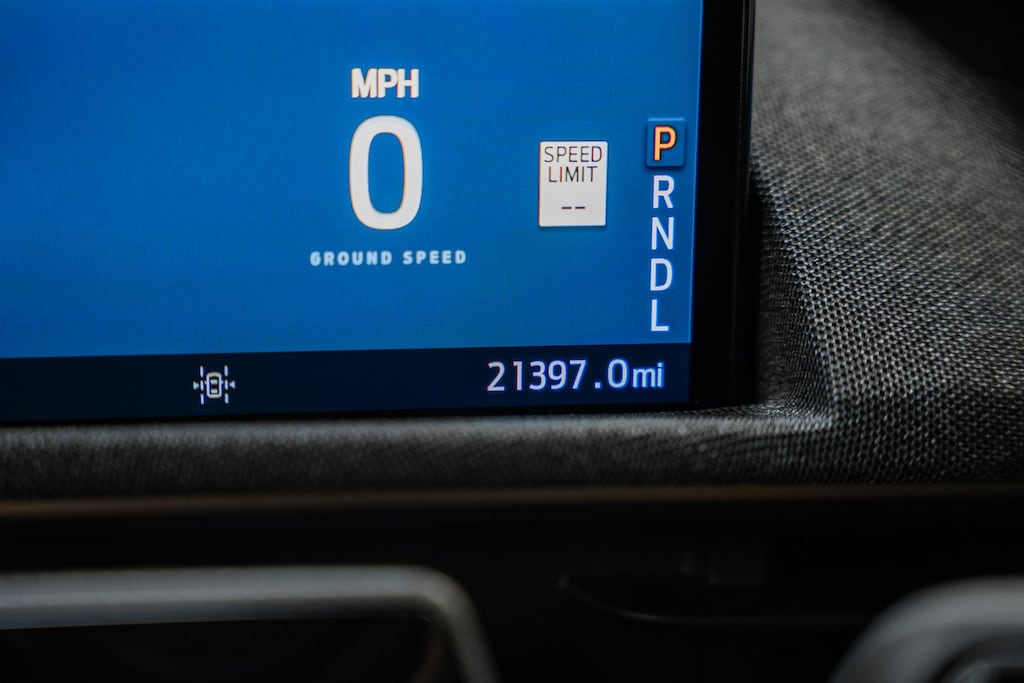 MPH
0
GROUND SPEED
SPEED
LIMIT
--
P
R
N
D
L
21397.0mi